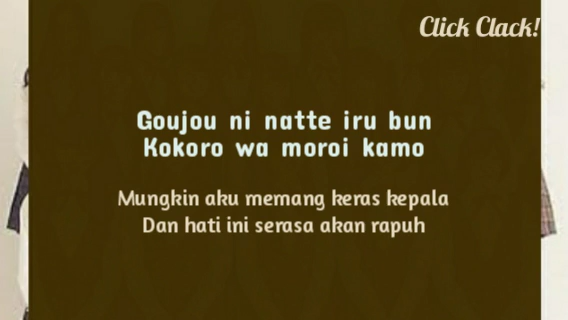 Click Clack!
Goujou ni natte iru bun
Kokoro wa moroi kamo
Mungkin aku memang keras kepala
Dan hati ini serasa akan rapuh